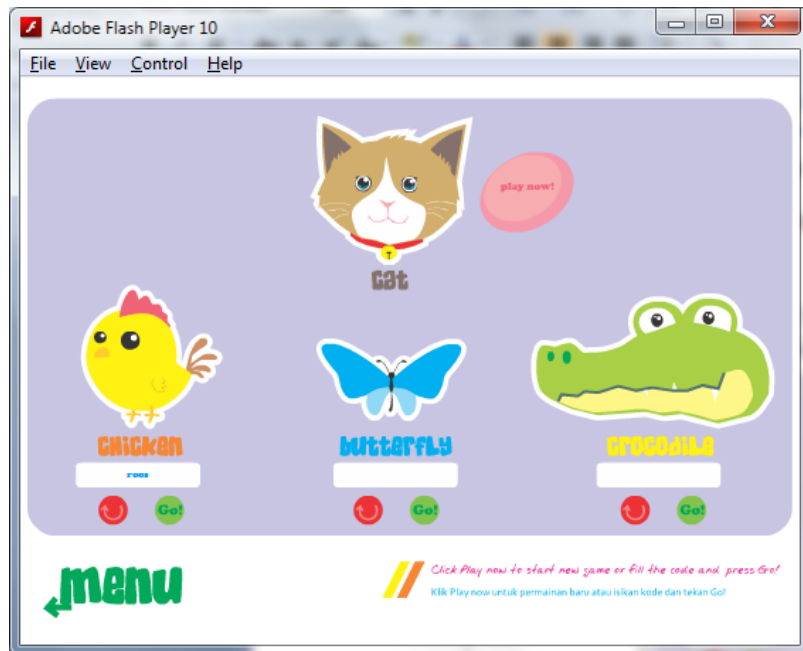 Adobe Flash Player 10
File View Control Help
play now!
cat
chicken
butterfly
crocodile
Go!
Go!
Go!
menu
Click Play now to start new game or fill the code and press Go!
Klik Play now untuk permainan baru atau isikan kode dan tekan Go!